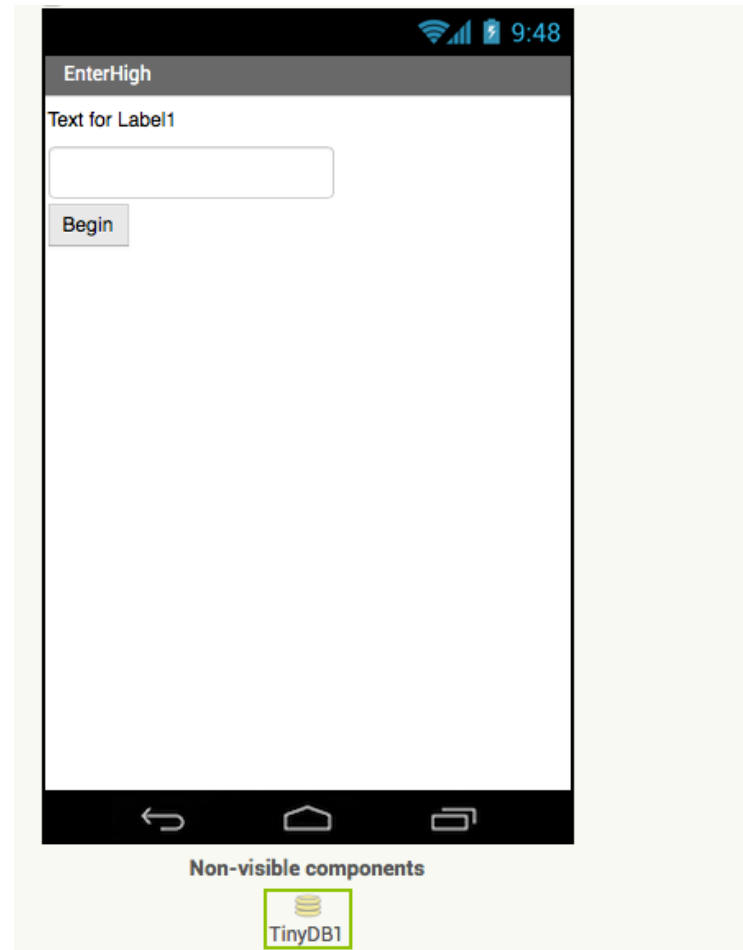 9:48
EnterHigh
Text for Label1
Begin
Non-visible components
TinyDB1